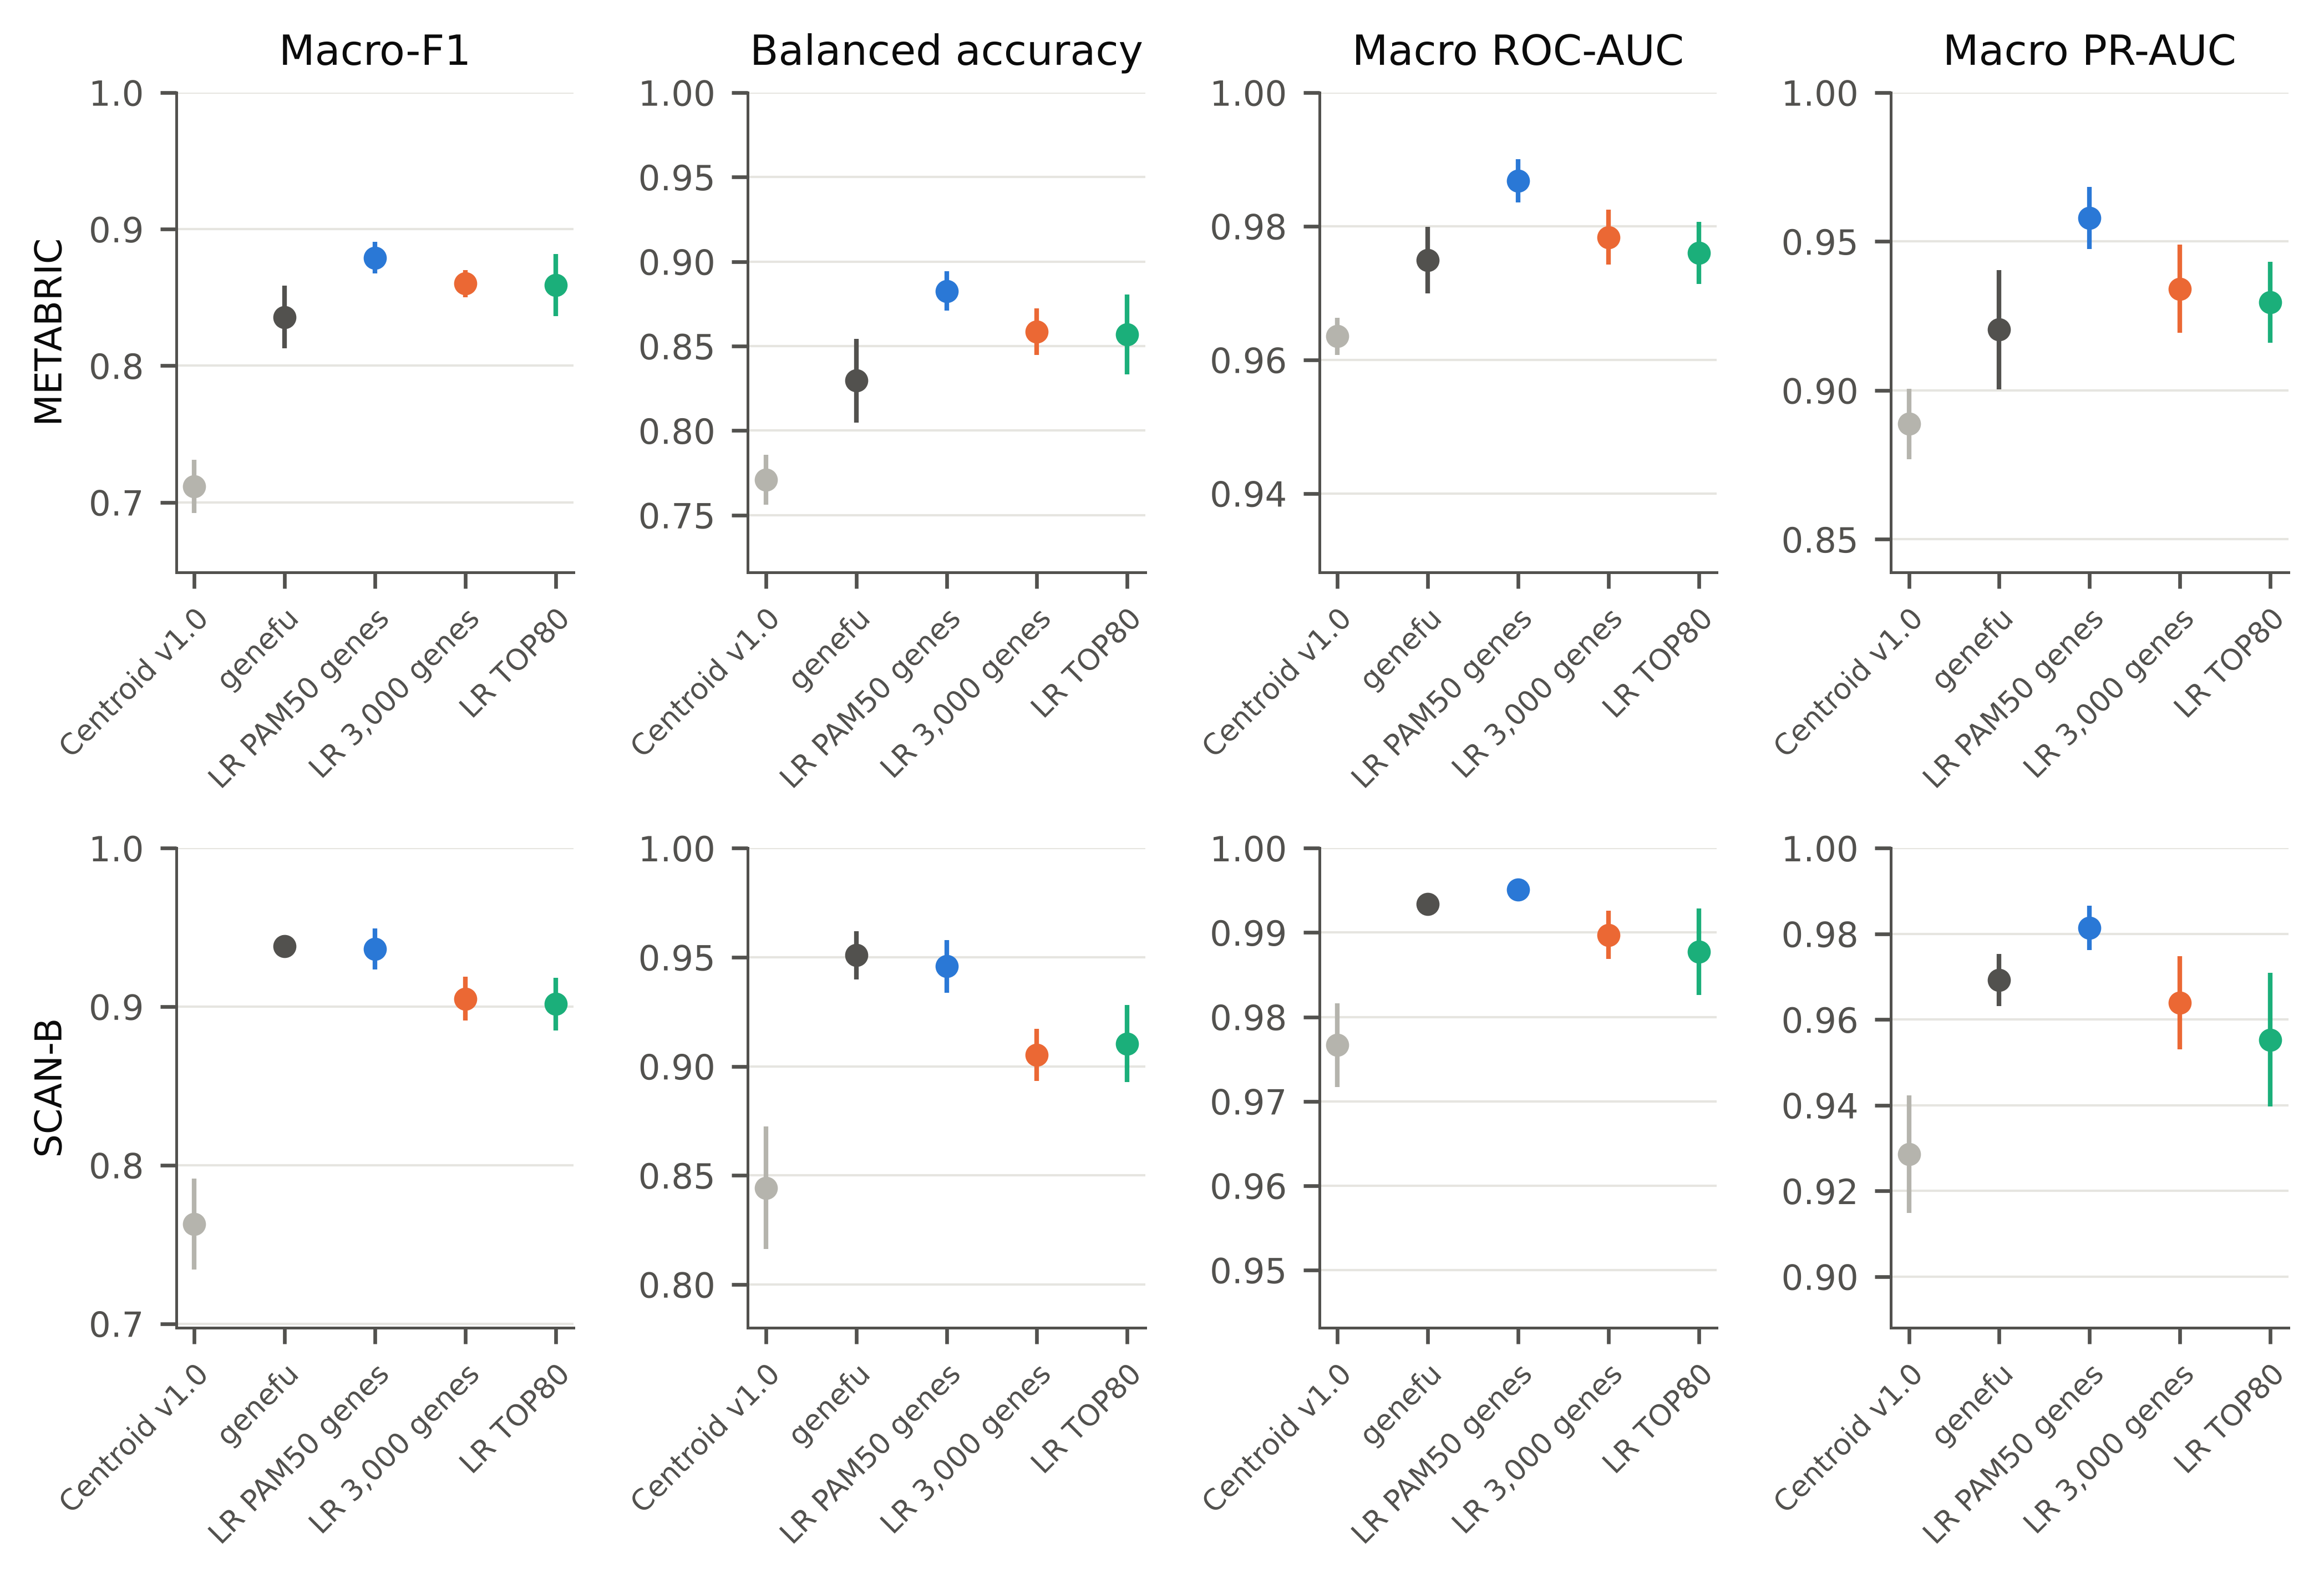 Macro-F1
Balanced accuracy
Macro ROC-AUC
Macro PR-AUC
METABRIC
1.0
0.9
0.8
0.7
1.00
0.95
0.90
0.85
0.80
0.75
1.00
0.98
0.96
0.94
1.00
0.95
0.90
0.85
Centroid v1.0
genefu
LR PAM50 genes
LR 3,000 genes
LR TOP80
Centroid v1.0
genefu
LR PAM50 genes
LR 3,000 genes
LR TOP80
Centroid v1.0
genefu
LR PAM50 genes
LR 3,000 genes
LR TOP80
Centroid v1.0
genefu
LR PAM50 genes
LR 3,000 genes
LR TOP80
SCAN-B
1.0
0.9
0.8
0.7
1.00
0.95
0.90
0.85
0.80
1.00
0.99
0.98
0.97
0.96
0.95
1.00
0.98
0.96
0.94
0.92
0.90
Centroid v1.0
genefu
LR PAM50 genes
LR 3,000 genes
LR TOP80
Centroid v1.0
genefu
LR PAM50 genes
LR 3,000 genes
LR TOP80
Centroid v1.0
genefu
LR PAM50 genes
LR 3,000 genes
LR TOP80
Centroid v1.0
genefu
LR PAM50 genes
LR 3,000 genes
LR TOP80